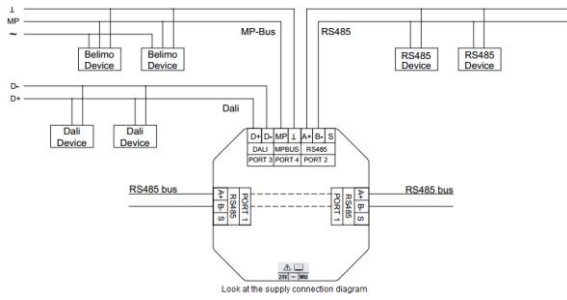 ⊥
MP
~
Belimo
Device
Belimo
Device
MP-Bus
RS485
RS485
Device
RS485
Device
D-
D+
Dali
Dali
Device
Dali
Device
D+ D- MP ⊥ A+ B- S
DALI MPBUS RS485
PORT 3 PORT 4 PORT 2
RS485 bus
A+ B- S
RS485
PORT 1
PORT 1
RS485
A+ B- S
RS485 bus
24V ~
Look at the supply connection diagram